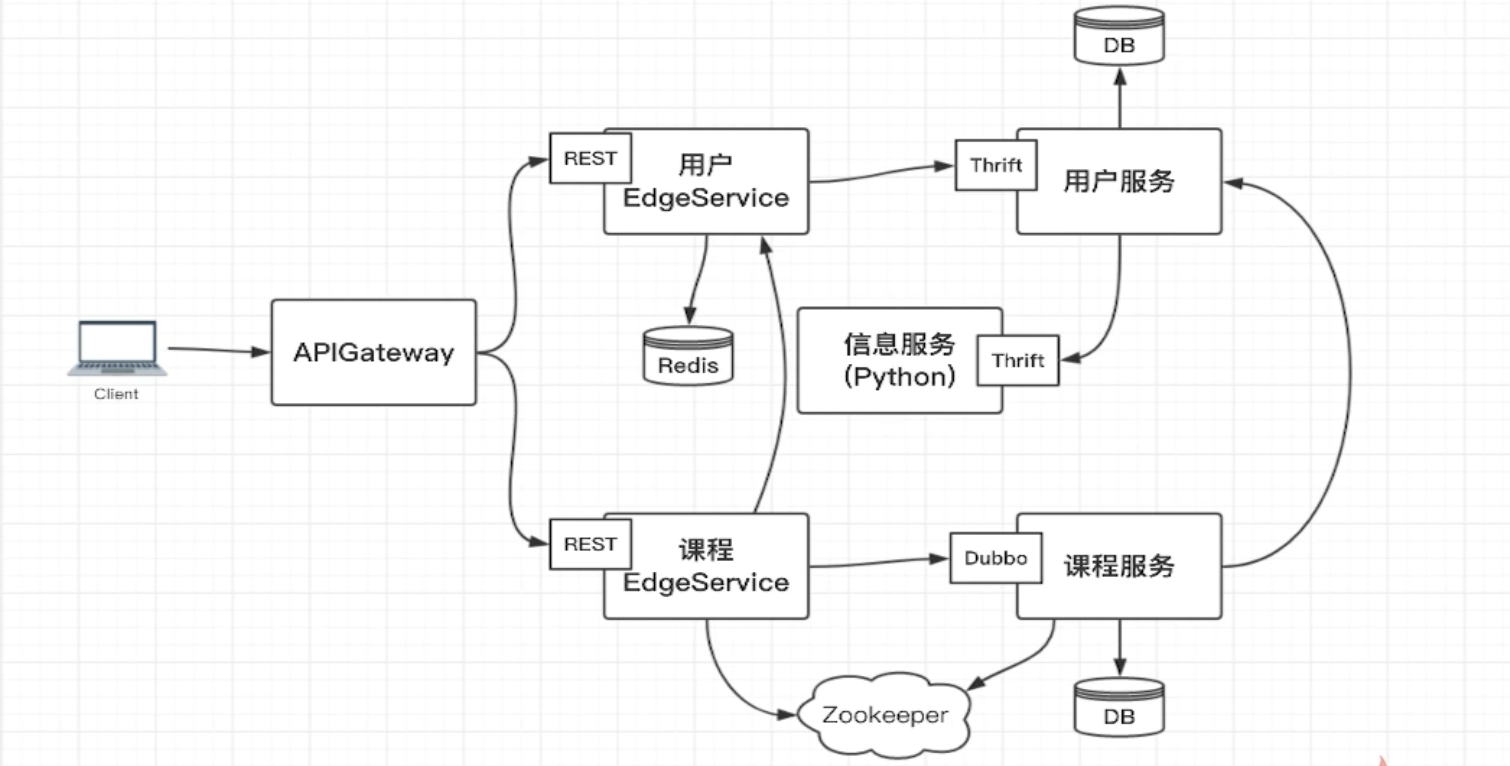 DB
REST
用户
EdgeService
Thrift
用户服务
Client
APIGateway
Redis
信息服务
(Python)
Thrift
REST
课程
EdgeService
Dubbo
课程服务
Zookeeper
DB